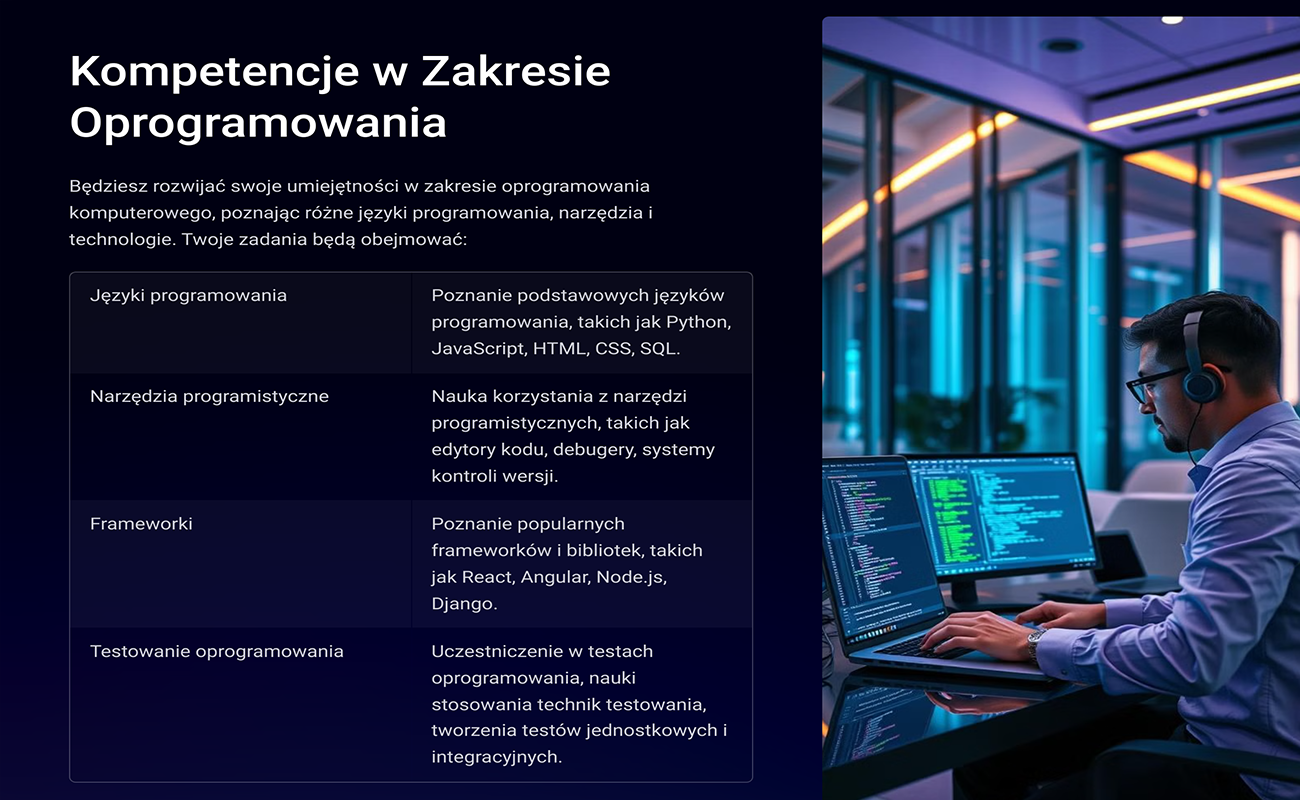 Kompetencje w Zakresie
Oprogramowania
Będziesz rozwijać swoje umiejętności w zakresie oprogramowania
komputerowego, poznając różne języki programowania, narzędzia i
technologie. Twoje zadania będą obejmować:
Języki programowania
Poznanie podstawowych języków
programowania, takich jak Python,
JavaScript, HTML, CSS, SQL.
Narzędzia programistyczne
Nauka korzystania z narzędzi
programistycznych, takich jak
edytory kodu, debugery, systemy
kontroli wersji.
Frameworki
Poznanie popularnych
frameworków i bibliotek, takich
jak React, Angular, Node.js,
Django.
Testowanie oprogramowania
Uczestniczenie w testach
oprogramowania, nauki
stosowania technik testowania,
tworzenia testów jednostkowych i
integracyjnych.